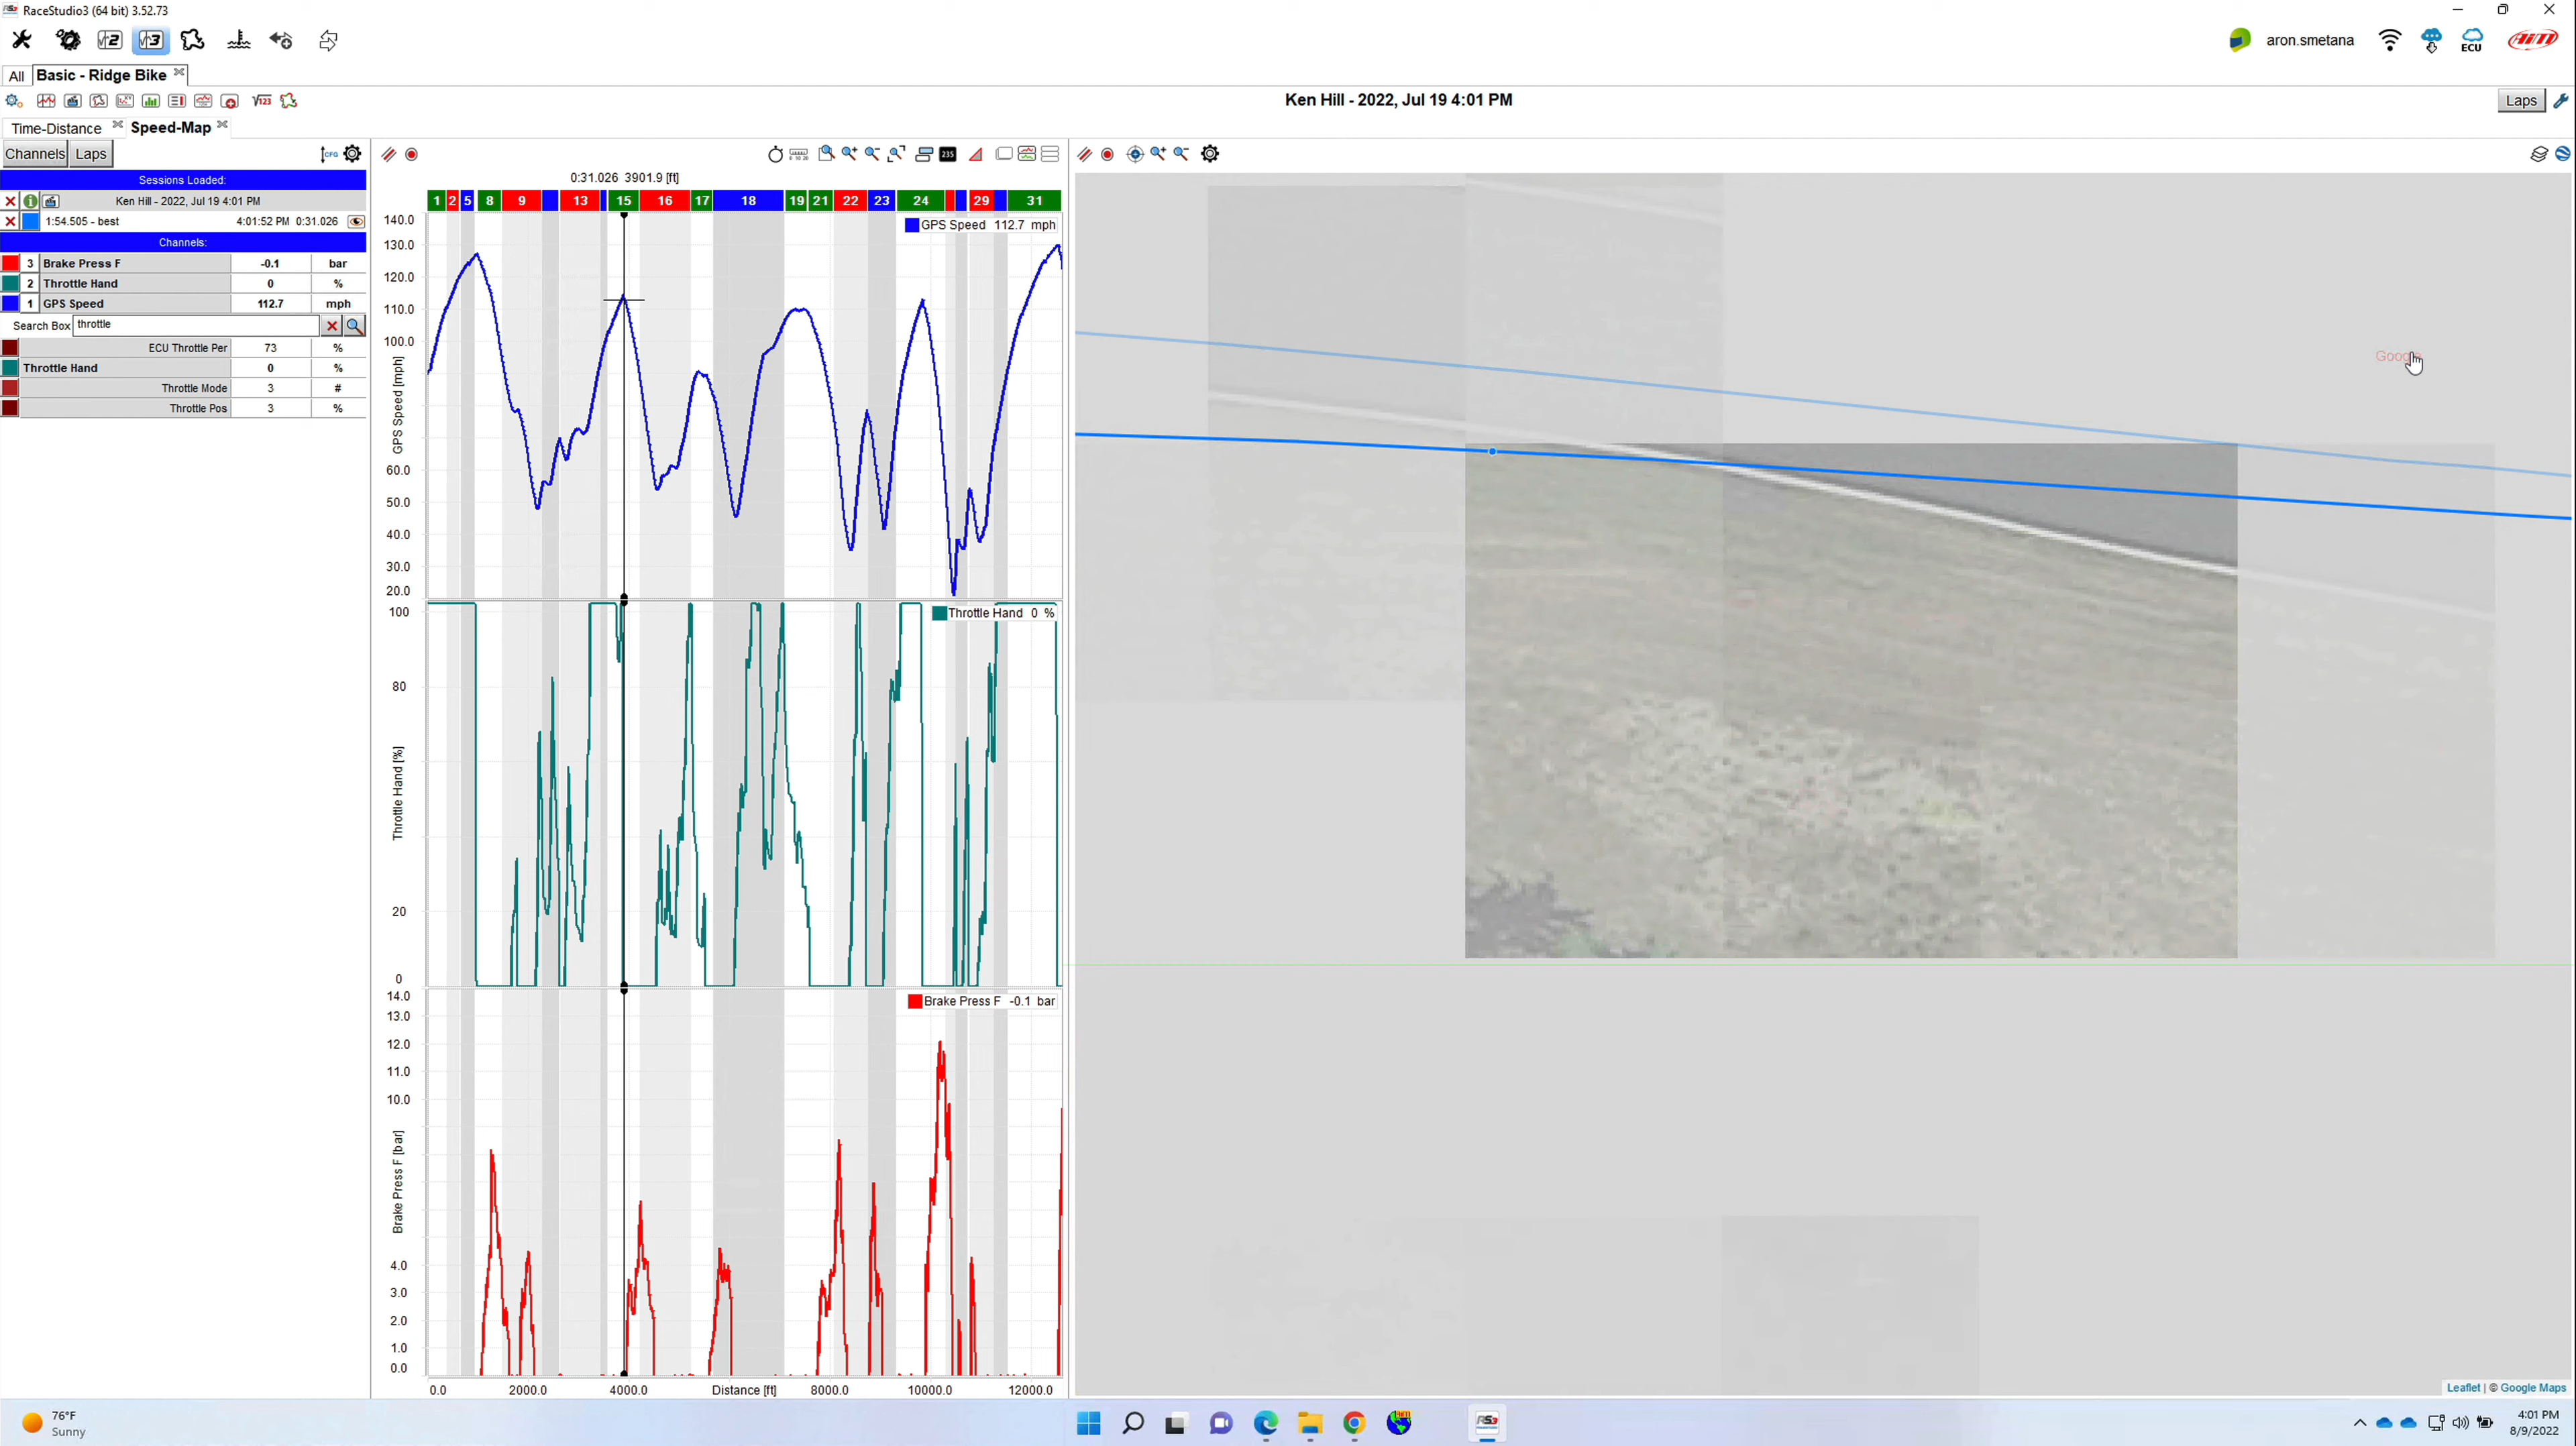 RaceStudio3 (64 bit) 3.52.73
aron.smetana
ECU
All
Basic - Ridge Bike
Ken Hill - 2022, Jul 19 4:01 PM
Laps
Time-Distance
Speed-Map
Channels
Laps
CFG
Sessions Loaded:
Ken Hill - 2022, Jul 19 4:01 PM
1:54.505 - best 4:01:52 PM 0:31.026
Channels:
3 Brake Press F -0.1 bar
2 Throttle Hand 0 %
1 GPS Speed 112.7 mph
Search Box throttle
ECU Throttle Per 73 %
Throttle Hand 0 %
Throttle Mode 3 #
Throttle Pos 3 %
0:31.026 3901.9 [ft]
1 2 5 8 9 13 15 16 17 18 19 21 22 23 24 29 31
GPS Speed 112.7 mph
140.0
130.0
120.0
110.0
100.0
GPS Speed [mph]
60.0
50.0
40.0
30.0
20.0
Throttle Hand 0 %
100
80
Throttle Hand [%]
20
0
Brake Press F -0.1 bar
14.0
13.0
12.0
11.0
10.0
Brake Press F [bar]
4.0
3.0
2.0
1.0
0.0
0.0 2000.0 4000.0 Distance [ft] 8000.0 10000.0 12000.0
Leaflet | © Google Maps
76°F
Sunny
RS3
4:01 PM
8/9/2022